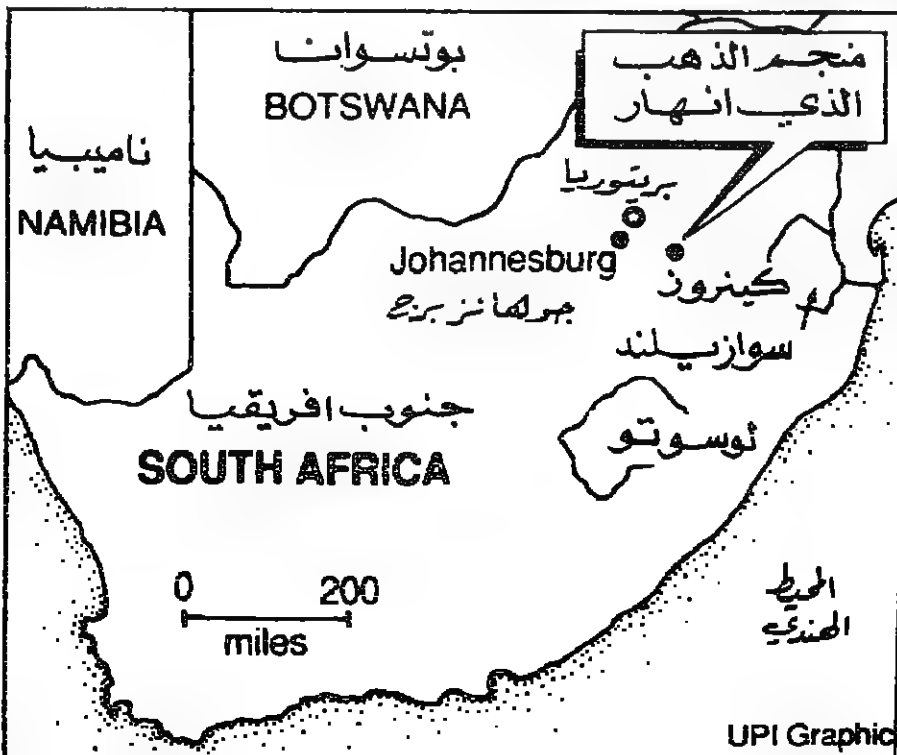 بوتسوانا
BOTSWANA
منجم الذهب
الذي انهار
ناميبيا
NAMIBIA
بريتوريا
Johannesburg
جوهانزبرج
كينروز
سوازيلند
جنوب افريقيا
SOUTH AFRICA
لوسوتو
0 200
miles
المحيط
الهندي
UPI Graphic